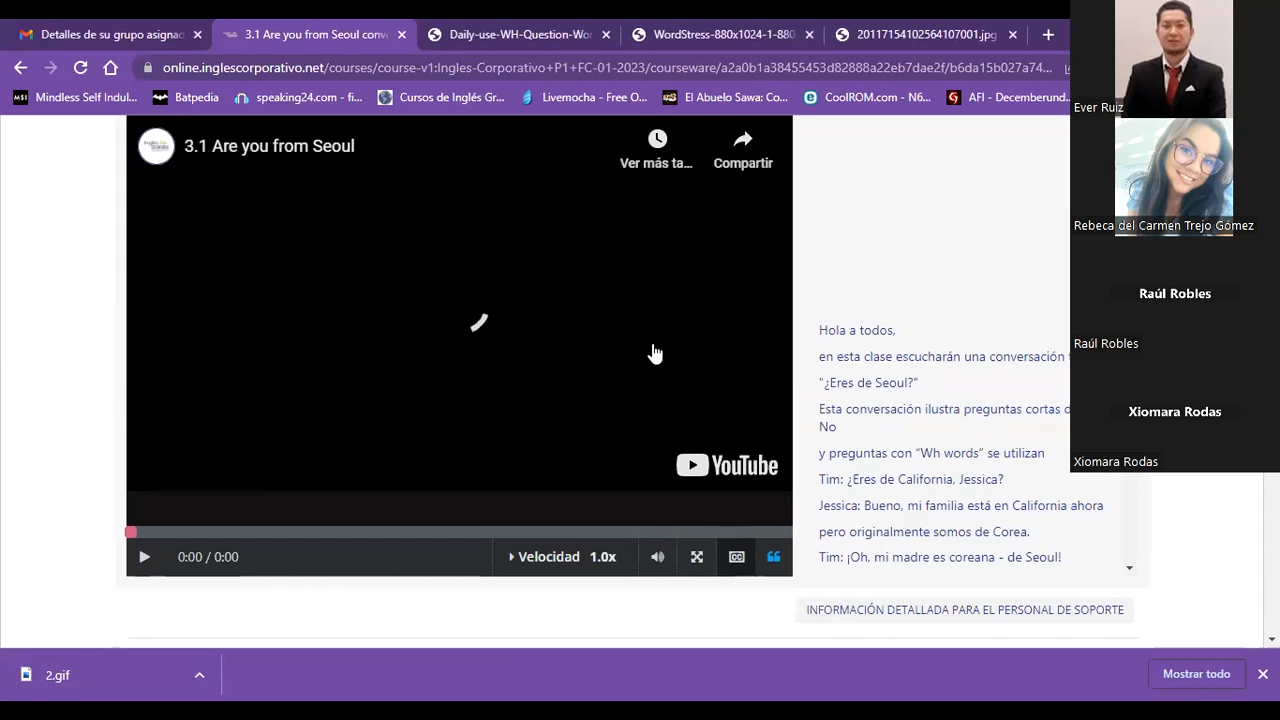 Detalles de su grupo asignad
3.1 Are you from Seoul conv
Daily-use-WH-Question-Wo
WordStress-880x1024-1-880
20117154102564107001.jpg
online.inglescorporativo.net/courses/course-v1:Ingles-Corporativo+P1+FC-01-2023/courseware/a2a0b1a38455453d82888a22eb7dae2f/b6da15b027a74...
Mindless Self Indul...
Batpedia
speaking24.com - fi...
Cursos de Inglés Gr...
Livemocha - Free O...
El Abuelo Sawa: Co...
CoolROM.com - N6...
AFI - Decemberund...
3.1 Are you from Seoul
Ver más ta...
Compartir
YouTube
0:00 / 0:00
Velocidad 1.0x
Hola a todos,
en esta clase escucharán una conversación t
"¿Eres de Seoul?"
Esta conversación ilustra preguntas cortas d
No
y preguntas con “Wh words” se utilizan
Tim: ¿Eres de California, Jessica?
Jessica: Bueno, mi familia está en California ahora
pero originalmente somos de Corea.
Tim: ¡Oh, mi madre es coreana - de Seoul!
INFORMACIÓN DETALLADA PARA EL PERSONAL DE SOPORTE
Ever Ruiz
Rebeca del Carmen Trejo Gómez
Raúl Robles
Raúl Robles
Xiomara Rodas
Xiomara Rodas
2.gif
Mostrar todo